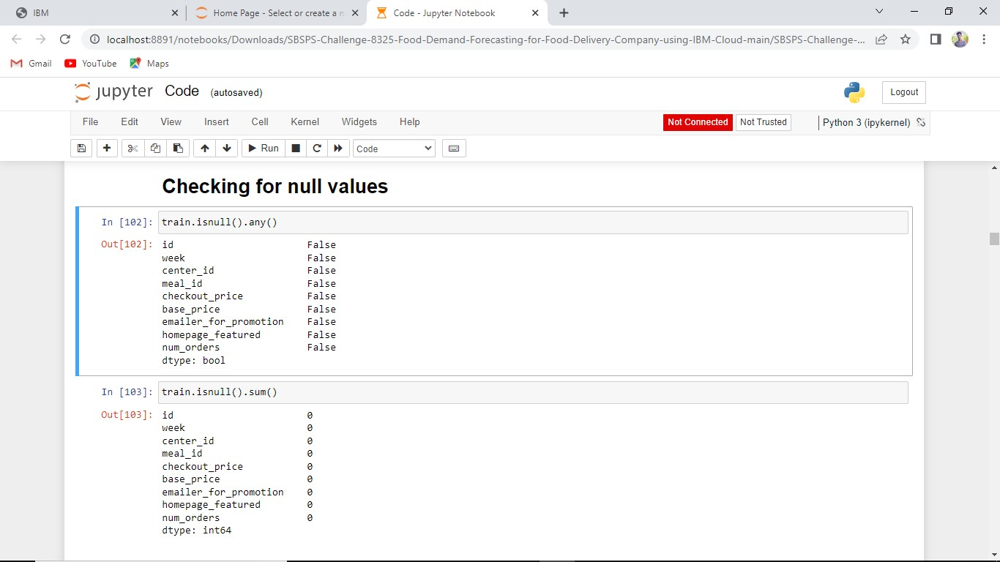 IBM
Home Page - Select or create a n
Code - Jupyter Notebook
localhost:8891/notebooks/Downloads/SBSPS-Challenge-8325-Food-Demand-Forecasting-for-Food-Delivery-Company-using-IBM-Cloud-main/SBSPS-Challenge-...
Gmail YouTube Maps
jupyter Code (autosaved)
Logout
File Edit View Insert Cell Kernel Widgets Help
Not Connected Not Trusted Python 3 (ipykernel)
Run Code
Checking for null values
In [102]: train.isnull().any()
Out[102]: id False
week False
center_id False
meal_id False
checkout_price False
base_price False
emailer_for_promotion False
homepage_featured False
num_orders False
dtype: bool
In [103]: train.isnull().sum()
Out[103]: id 0
week 0
center_id 0
meal_id 0
checkout_price 0
base_price 0
emailer_for_promotion 0
homepage_featured 0
num_orders 0
dtype: int64